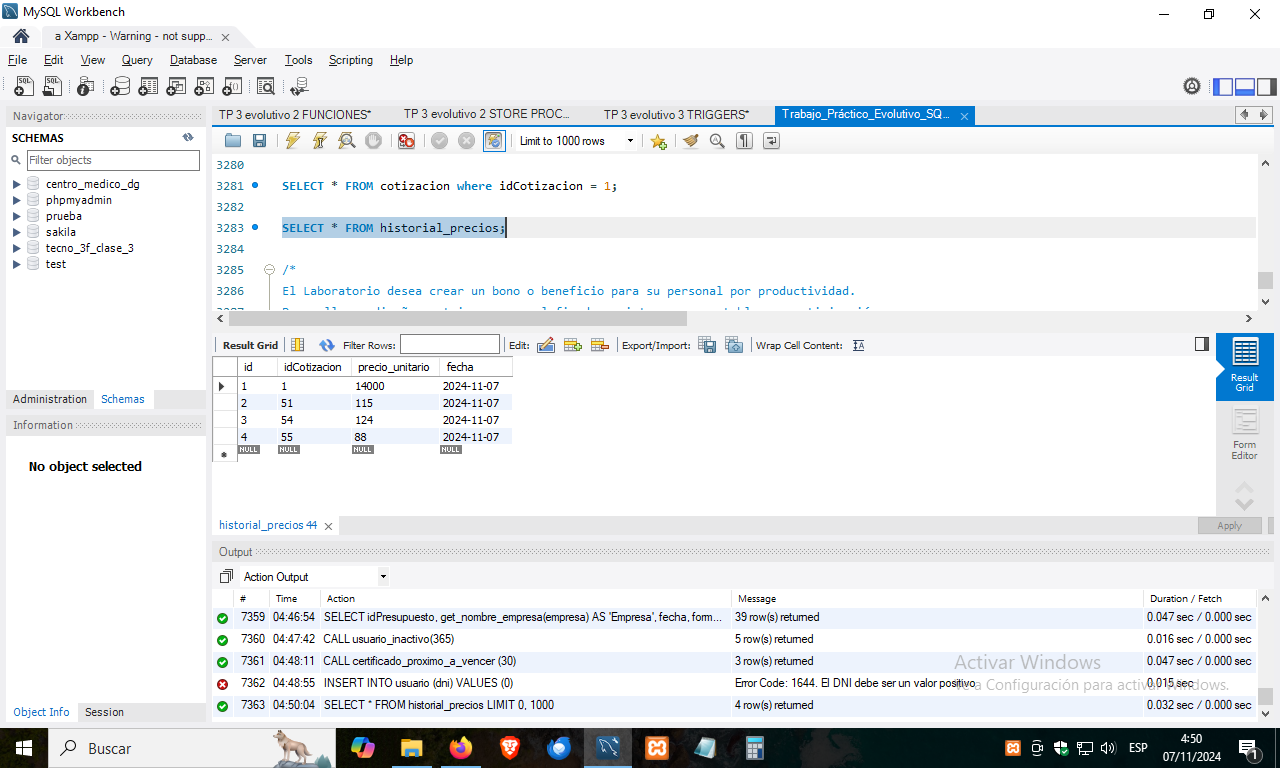 MySQL Workbench
a Xampp - Warning - not supp...
File Edit View Query Database Server Tools Scripting Help
Navigator
SCHEMAS
Filter objects
centro_medico_dg
phpmyadmin
prueba
sakila
tecno_3f_clase_3
test
Administration Schemas
Information
No object selected
Object Info Session
TP 3 evolutivo 2 FUNCIONES* TP 3 evolutivo 2 STORE PROC... TP 3 evolutivo 3 TRIGGERS* Trabajo_Práctico_Evolutivo_SQ...
Limit to 1000 rows
3280
3281 SELECT * FROM cotizacion where idCotizacion = 1;
3282
3283 SELECT * FROM historial_precios;
3284
3285 /*
3286 El Laboratorio desea crear un bono o beneficio para su personal por productividad.
Result Grid Filter Rows: Edit: Export/Import: Wrap Cell Content:
id idCotizacion precio_unitario fecha
1 1 14000 2024-11-07
2 51 115 2024-11-07
3 54 124 2024-11-07
4 55 88 2024-11-07
NULL NULL NULL NULL
Result Grid
Form Editor
historial_precios 44
Apply
Output
Action Output
# Time Action Message Duration / Fetch
7359 04:46:54 SELECT idPresupuesto, get_nombre_empresa(empresa) AS 'Empresa', fecha, form... 39 row(s) returned 0.047 sec / 0.000 sec
7360 04:47:42 CALL usuario_inactivo(365) 5 row(s) returned 0.016 sec / 0.000 sec
7361 04:48:11 CALL certificado_proximo_a_vencer (30) 3 row(s) returned 0.047 sec / 0.000 sec
7362 04:48:55 INSERT INTO usuario (dni) VALUES (0) Error Code: 1644. El DNI debe ser un valor positivo 0.015 sec
7363 04:50:04 SELECT * FROM historial_precios LIMIT 0, 1000 4 row(s) returned 0.032 sec / 0.000 sec
Activar Windows
Ve a Configuración para activar Windows.
Buscar
ESP
4:50
07/11/2024
1